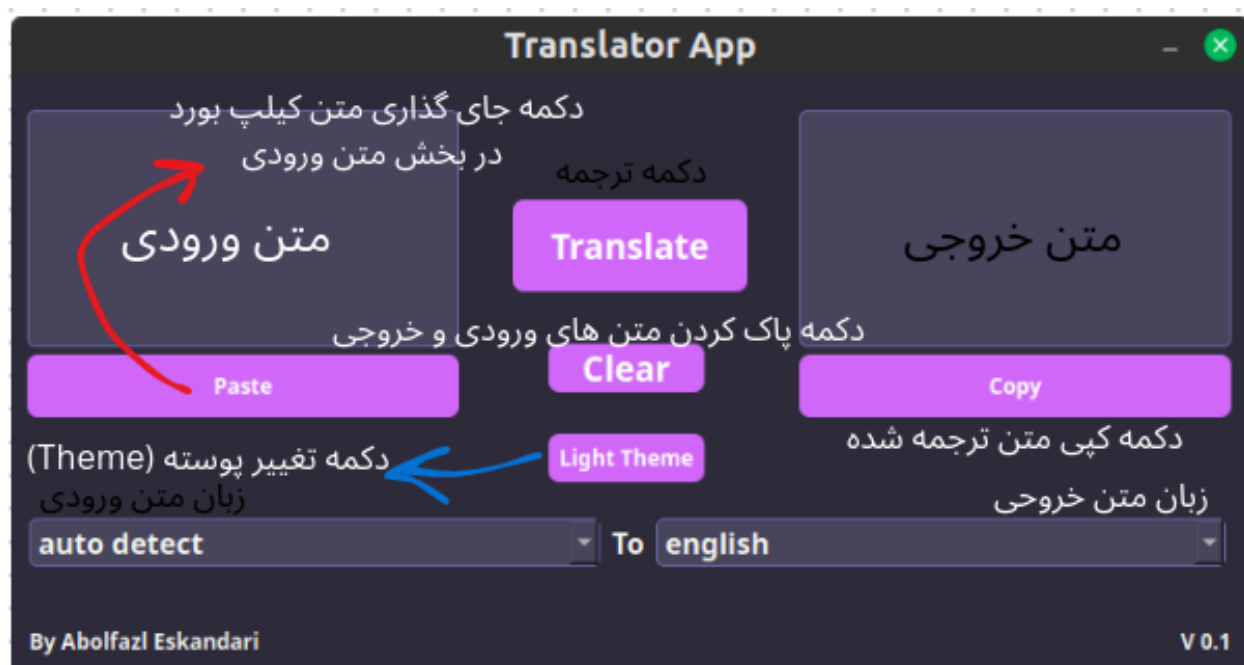 Translator App
دکمه جای گذاری متن کیلپ بورد
در بخش متن ورودی
دکمه ترجمه
متن ورودی
Translate
متن خروجی
دکمه پاک کردن متن های ورودی و خروجی
Paste
Clear
Copy
دکمه کپی متن ترجمه شده
دکمه تغییر پوسته (Theme)
Light Theme
زبان متن ورودی
زبان متن خروحی
auto detect
To
english
By Abolfazl Eskandari
V 0.1